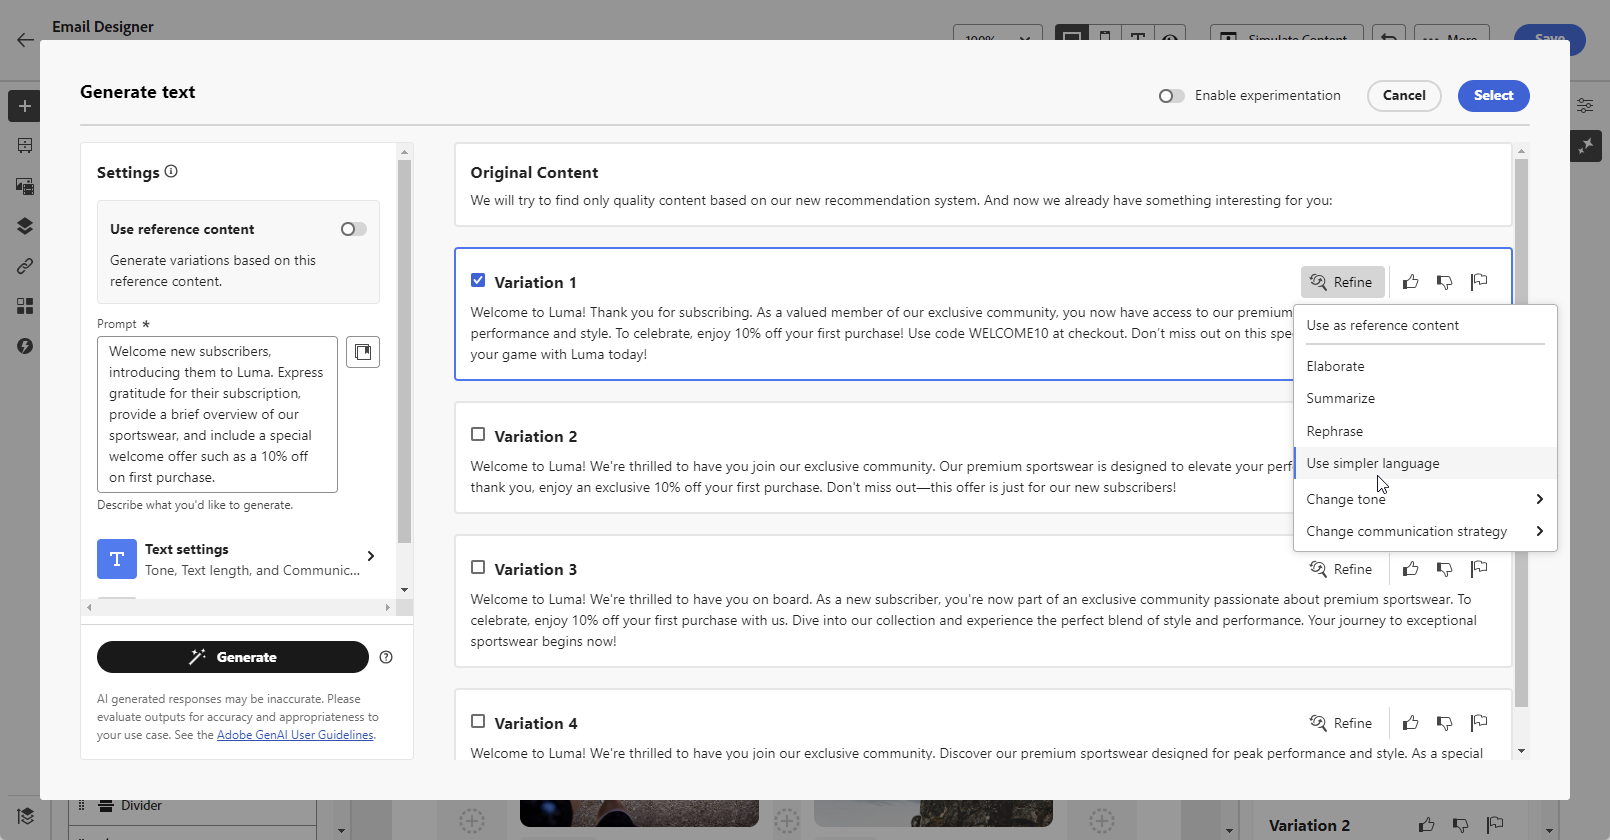 Email Designer
100%
Simulate Content
More
Save
Generate text
Enable experimentation
Cancel
Select
Settings
Use reference content
Generate variations based on this
reference content.
Prompt *
Welcome new subscribers,
introducing them to Luma. Express
gratitude for their subscription,
provide a brief overview of our
sportswear, and include a special
welcome offer such as a 10% off
on first purchase.
Describe what you'd like to generate.
T
Text settings
Tone, Text length, and Communic...
Generate
AI generated responses may be inaccurate. Please
evaluate outputs for accuracy and appropriateness to
your use case. See the Adobe GenAI User Guidelines.
Original Content
We will try to find only quality content based on our new recommendation system. And now we already have something interesting for you:
Variation 1
Refine
Welcome to Luma! Thank you for subscribing. As a valued member of our exclusive community, you now have access to our premium
performance and style. To celebrate, enjoy 10% off your first purchase! Use code WELCOME10 at checkout. Don't miss out on this spe
your game with Luma today!
Use as reference content
Elaborate
Summarize
Rephrase
Use simpler language
Change tone
Change communication strategy
Variation 2
Welcome to Luma! We're thrilled to have you join our exclusive community. Our premium sportswear is designed to elevate your perf
thank you, enjoy an exclusive 10% off your first purchase. Don't miss out—this offer is just for our new subscribers!
Variation 3
Refine
Welcome to Luma! We're thrilled to have you on board. As a new subscriber, you're now part of an exclusive community passionate about premium sportswear. To
celebrate, enjoy 10% off your first purchase with us. Dive into our collection and experience the perfect blend of style and performance. Your journey to exceptional
sportswear begins now!
Variation 4
Refine
Welcome to Luma! We're thrilled to have you join our exclusive community. Discover our premium sportswear designed for peak performance and style. As a special
Divider
Variation 2